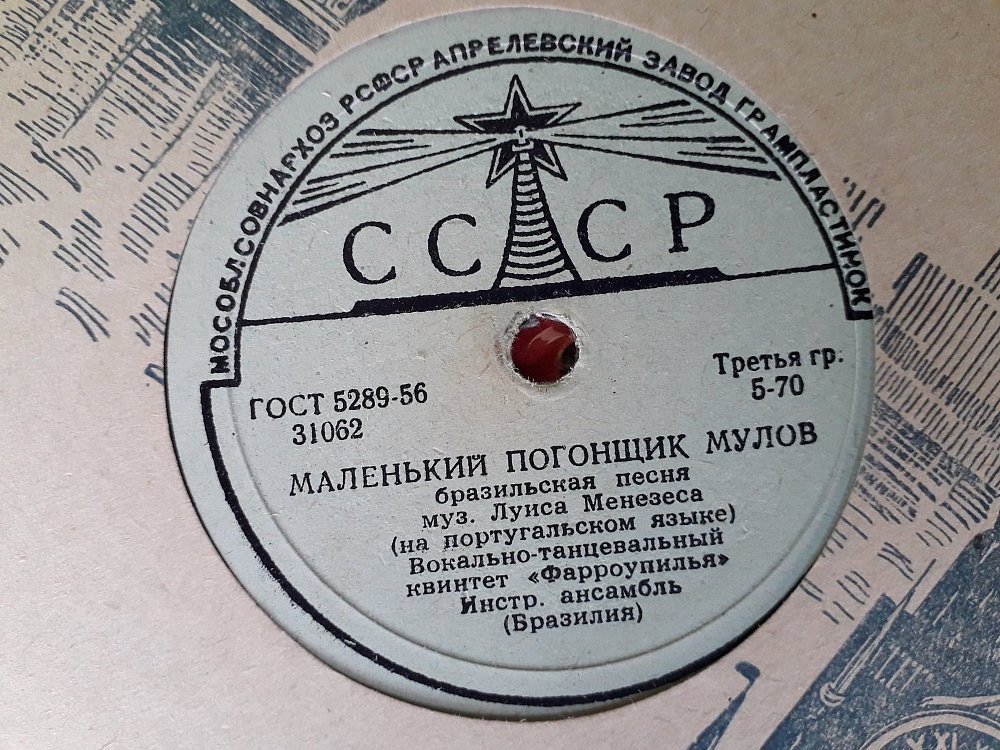 МОСОБЛСОВНАРХОЗ РСФСР АПРЕЛЕВСКИЙ ЗАВОД ГРАМПЛАСТИНОК
СССР
ГОСТ 5289-56
31062
Третья гр.
5-70
МАЛЕНЬКИЙ ПОГОНЩИК МУЛОВ
бразильская песня
муз. Луиса Менезеса
(на португальском языке)
Вокально-танцевальный
квинтет «Фарроупилья»
Инстр. ансамбль
(Бразилия)